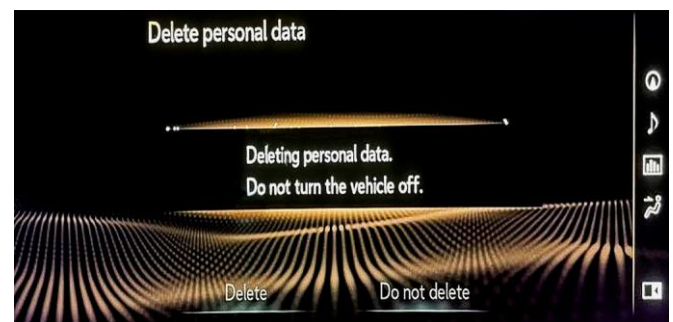 Delete personal data
Deleting personal data.
Do not turn the vehicle off.
Delete
Do not delete